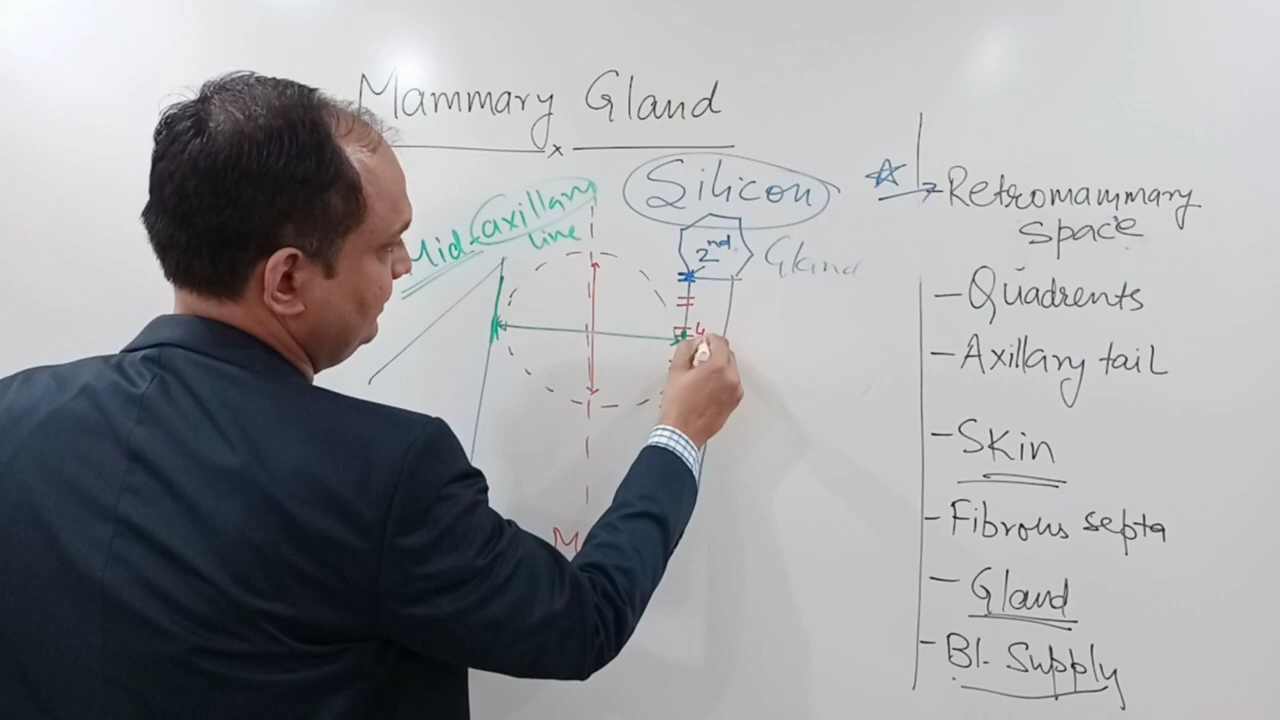 Mammary Gland
x
Silicon
Mid-axillary
line
2nd
Gland
4
M
Retromammary
space
- Quadrents
- Axillary tail
- Skin
- Fibrous septa
- Gland
- Bl. Supply